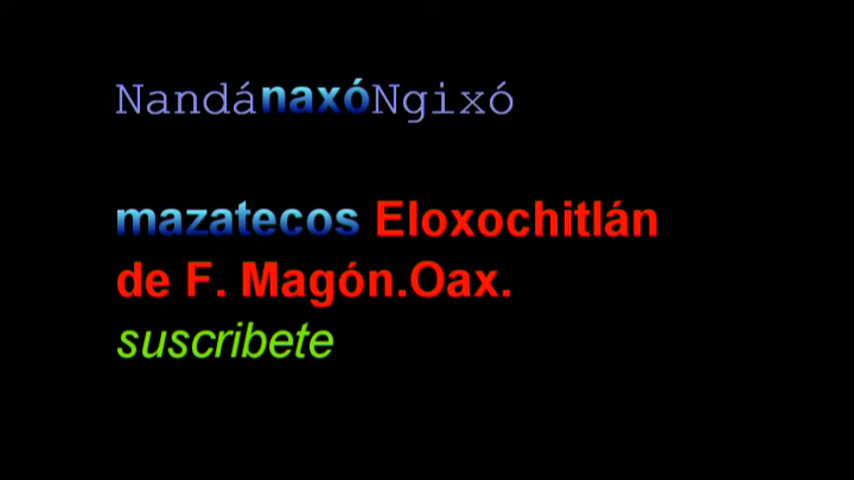 NandánaxóNgixó
mazatecos Eloxochitlán
de F. Magón.Oax.
suscribete